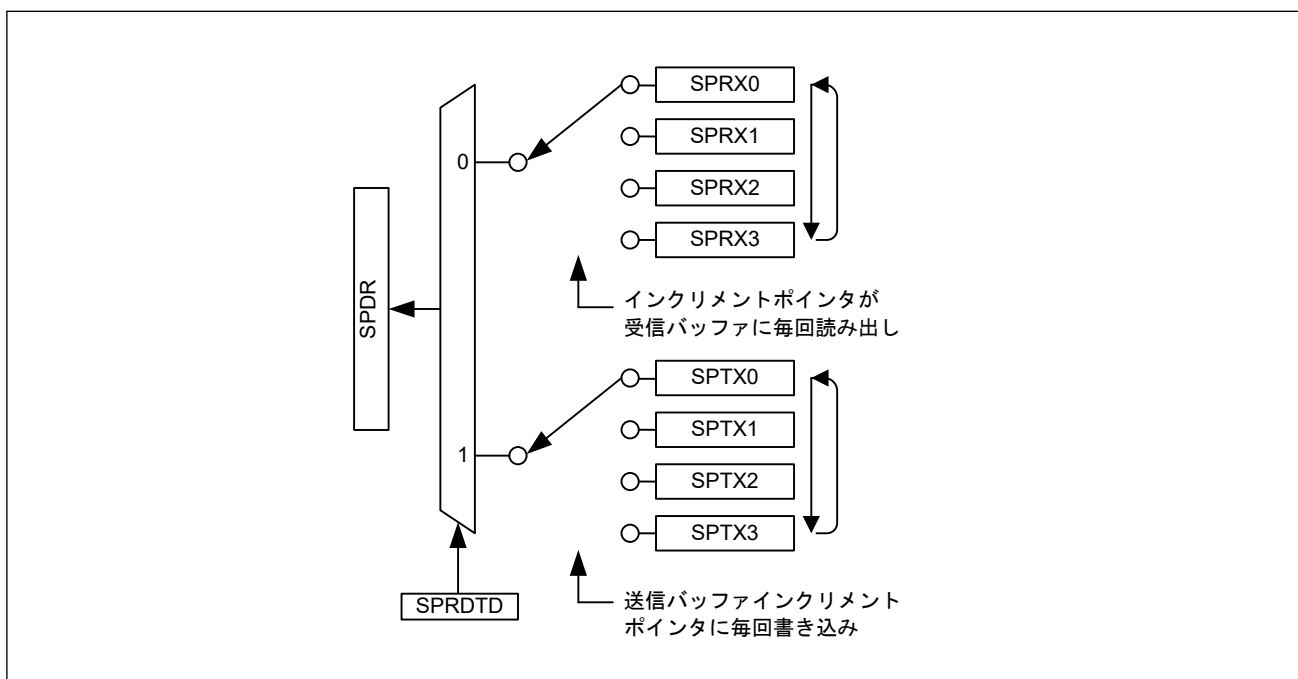 SPRX0
SPRX1
0
SPRX2
SPRX3
SPDR
インクリメントポインタが
受信バッファに毎回読み出し
SPTX0
SPTX1
1
SPTX2
SPTX3
SPRDTD
送信バッファインクリメント
ポインタに毎回書き込み